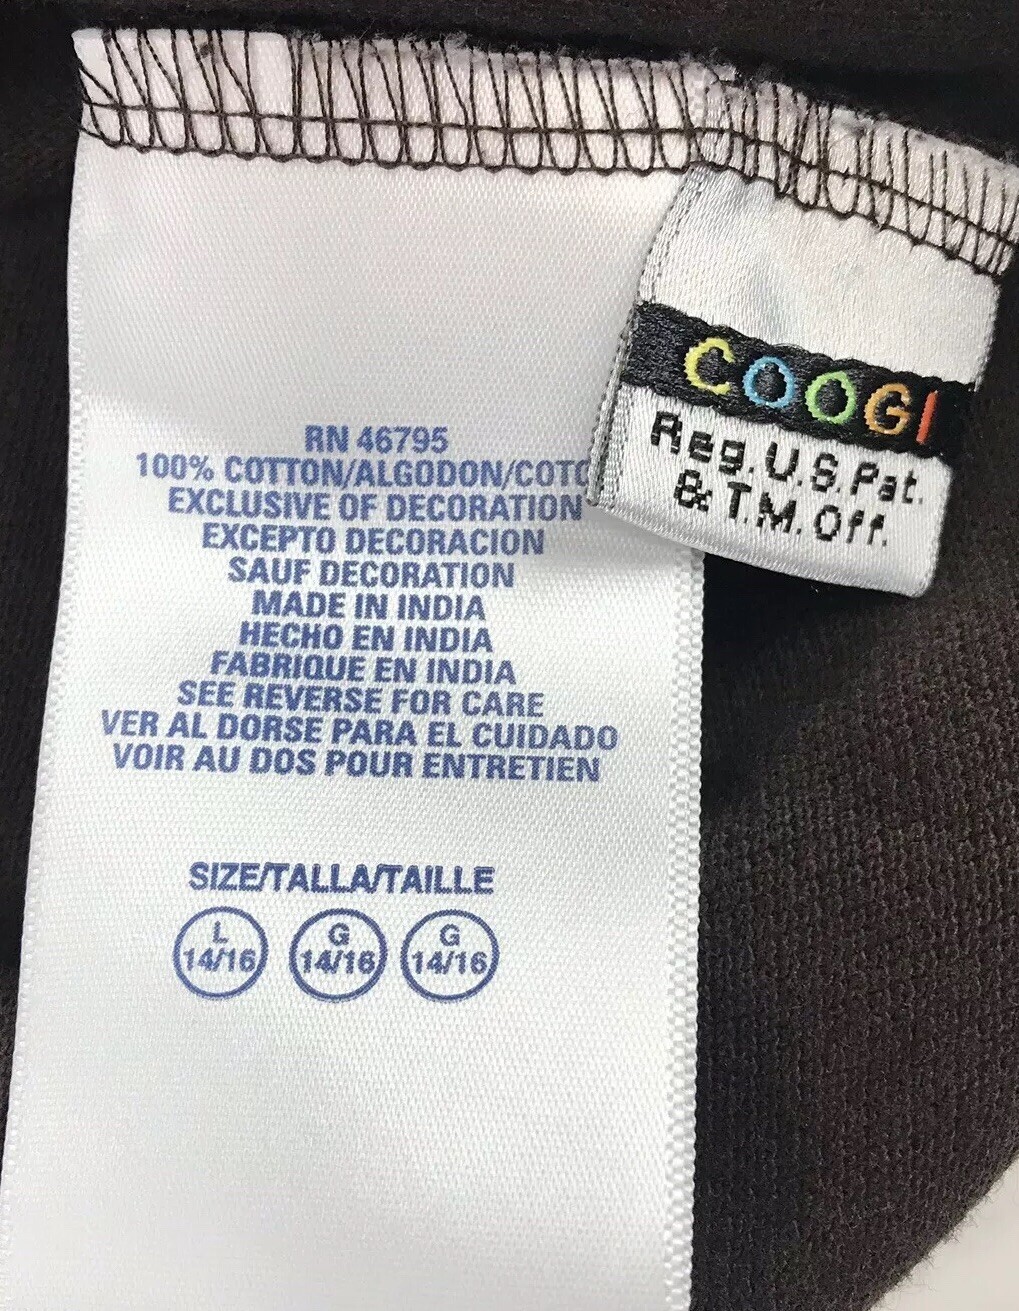 RN 46795
100% COTTON/ALGODON/COTO
EXCLUSIVE OF DECORATION
EXCEPTO DECORACION
SAUF DECORATION
MADE IN INDIA
HECHO EN INDIA
FABRIQUE EN INDIA
SEE REVERSE FOR CARE
VER AL DORSE PARA EL CUIDADO
VOIR AU DOS POUR ENTRETIEN
SIZE/TALLA/TAILLE
L G G
14/16 14/16 14/16
COOGI
Reg. U.S. Pat.
& T.M. Off.